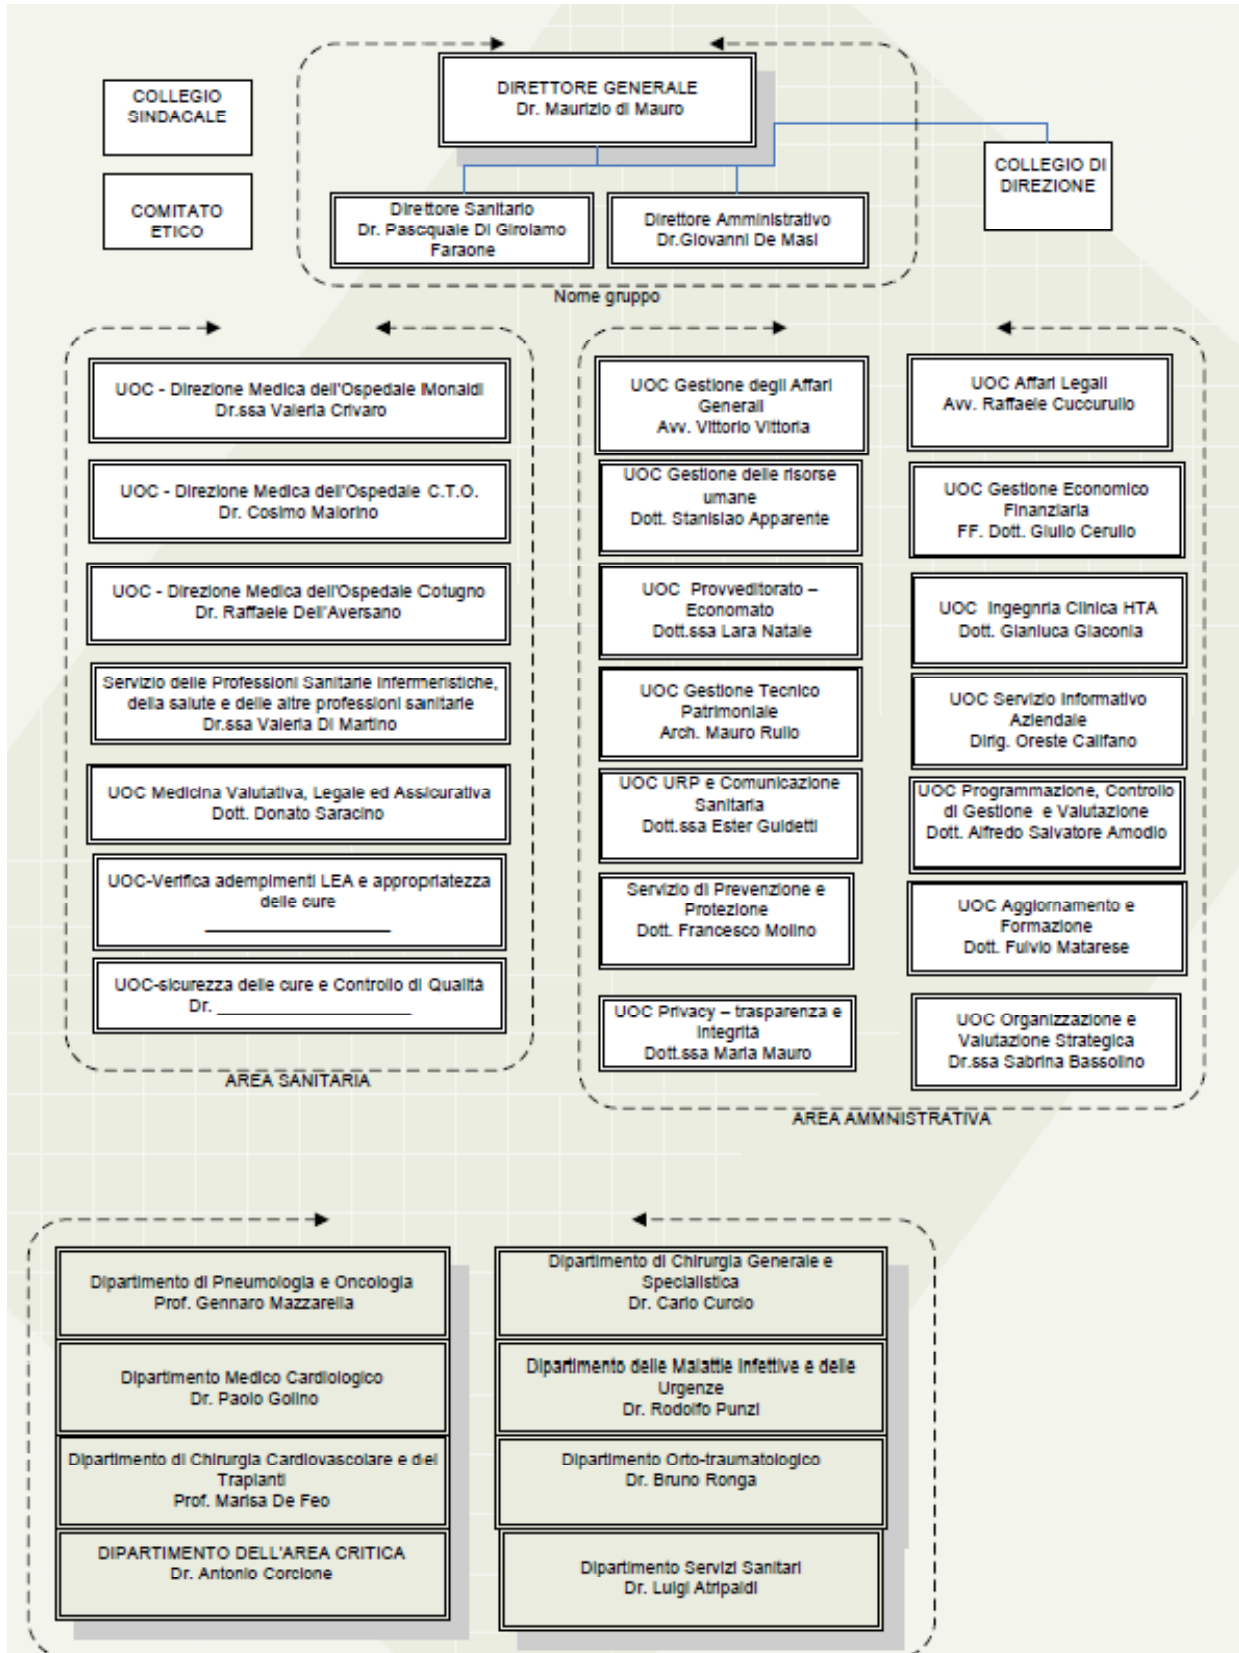 DIRETTORE GENERALE
Dr. Maurizio di Mauro
COLLEGIO
SINDACALE
COMITATO
ETICO
COLLEGIO DI
DIREZIONE
Direttore Sanitario
Dr. Pascquale Di Girolamo
Faraone
Direttore Amministrativo
Dr.Giovanni De Masi
Nome gruppo
UOC - Direzione Medica dell'Ospedale Monaldi
Dr.ssa Valeria Crivaro
UOC - Direzione Medica dell'Ospedale C.T.O.
Dr. Cosimo Maiorino
UOC - Direzione Medica dell'Ospedale Cotugno
Dr. Raffaele Dell'Aversano
Servizio delle Professioni Sanitarie Infermeristiche,
della salute e delle altre professioni sanitarie
Dr.ssa Valeria Di Martino
UOC Medicina Valutativa, Legale ed Assicurativa
Dott. Donato Saracino
UOC-Verifica adempimenti LEA e appropriatezza
delle cure
UOC-sicurezza delle cure e Controllo di Qualità
Dr. ____________________
AREA SANITARIA
UOC Gestione degli Affari
Generali
Avv. Vittorio Vittoria
UOC Gestione delle risorse
umane
Dott. Stanislao Apparente
UOC Provveditorato –
Economato
Dott.ssa Lara Natale
UOC Gestione Tecnico
Patrimoniale
Arch. Mauro Rullo
UOC URP e Comunicazione
Sanitaria
Dott.ssa Ester Guidetti
Servizio di Prevenzione e
Protezione
Dott. Francesco Molino
UOC Privacy – trasparenza e
integrità
Dott.ssa Maria Mauro
UOC Affari Legali
Avv. Raffaele Cuccurullo
UOC Gestione Economico
Finanziaria
FF. Dott. Giulio Cerullo
UOC Ingegnria Clinica HTA
Dott. Gianluca Giaconia
UOC Servizio Informativo
Aziendale
Dirig. Oreste Califano
UOC Programmazione, Controllo
di Gestione e Valutazione
Dott. Alfredo Salvatore Amodio
UOC Aggiornamento e
Formazione
Dott. Fulvio Matarese
UOC Organizzazione e
Valutazione Strategica
Dr.ssa Sabrina Bassolino
AREA AMMNISTRATIVA
Dipartimento di Pneumologia e Oncologia
Prof. Gennaro Mazzarella
Dipartimento Medico Cardiologico
Dr. Paolo Golino
Dipartimento di Chirurgia Cardiovascolare e dei
Trapianti
Prof. Marisa De Feo
DIPARTIMENTO DELL'AREA CRITICA
Dr. Antonio Corcione
Dipartimento di Chirurgia Generale e
Specialistica
Dr. Carlo Curcio
Dipartimento delle Malattie Infettive e delle
Urgenze
Dr. Rodolfo Punzi
Dipartimento Orto-traumatologico
Dr. Bruno Ronga
Dipartimento Servizi Sanitari
Dr. Luigi Atripaldi